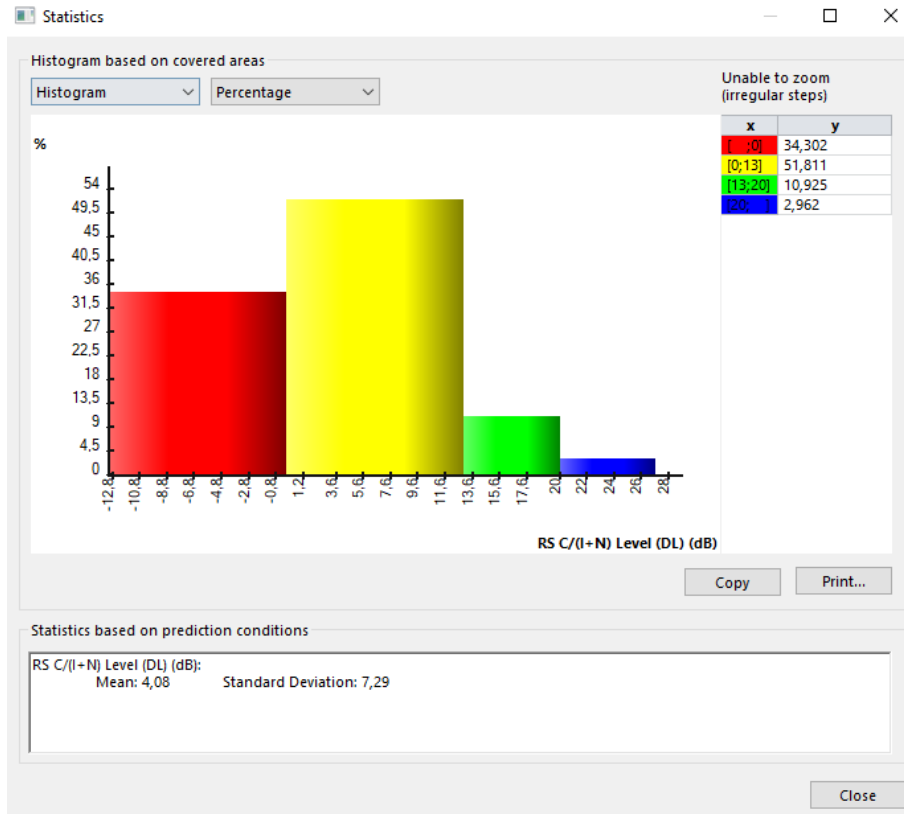 Statistics
Histogram based on covered areas
Histogram
Percentage
Unable to zoom
(irregular steps)
x y
[ ;0] 34,302
[0;13] 51,811
[13;20] 10,925
[20; ] 2,962
%
54
49,5
45
40,5
36
31,5
27
22,5
18
13,5
9
4,5
0
-12,8 -10,8 -8,8 -6,8 -4,8 -2,8 -0,8 1,2 3,6 5,6 7,6 9,6 11,6 13,6 15,6 17,6 20, 22, 24, 26, 28,
RS C/(I+N) Level (DL) (dB)
Copy Print...
Statistics based on prediction conditions
RS C/(I+N) Level (DL) (dB):
Mean: 4,08 Standard Deviation: 7,29
Close